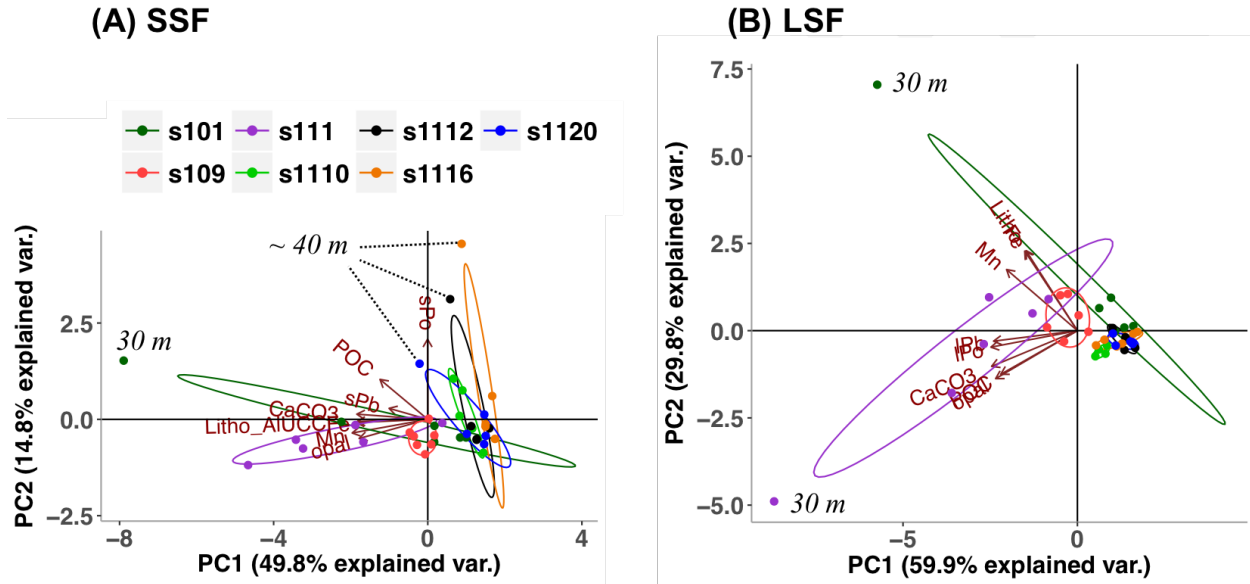 (A) SSF
(B) LSF
s101 s111 s1112 s1120
s109 s1110 s1116
~ 40 m
30 m
sPo
POC
sPb
CaCO3
Litho_AlUCC
Mn
opal
2.5
0.0
−2.5
−8 −4 0 4
PC1 (49.8% explained var.)
PC2 (14.8% explained var.)
30 m
Mn
lPb
lPo
CaCO3
opal
30 m
7.5
5.0
2.5
0.0
−2.5
−5.0
−5 0
PC1 (59.9% explained var.)
PC2 (29.8% explained var.)